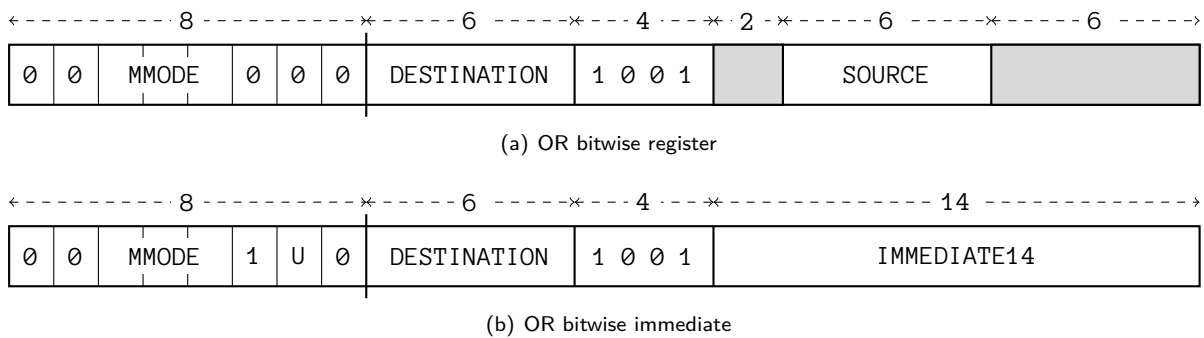 8 6 4 2 6 6
0 0 MMODE 0 0 0 DESTINATION 1 0 0 1 SOURCE
(a) OR bitwise register
8 6 4 14
0 0 MMODE 1 U 0 DESTINATION 1 0 0 1 IMMEDIATE14
(b) OR bitwise immediate